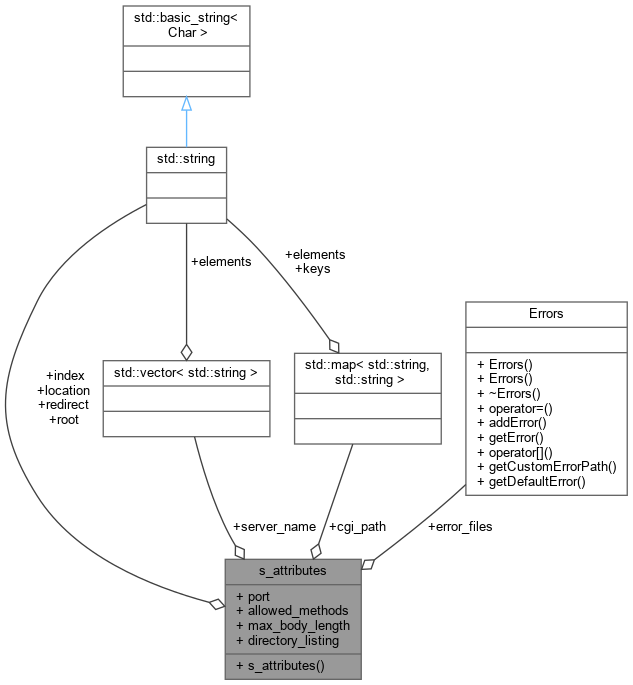 std::basic_string<
Char >
std::string
+elements
+elements
+keys
Errors
+ Errors()
+ Errors()
+ ~Errors()
+ operator=()
+ addError()
+ getError()
+ operator[]()
+ getCustomErrorPath()
+ getDefaultError()
+index
+location
+redirect
+root
std::vector< std::string >
std::map< std::string,
std::string >
+server_name
+cgi_path
+error_files
s_attributes
+ port
+ allowed_methods
+ max_body_length
+ directory_listing
+ s_attributes()